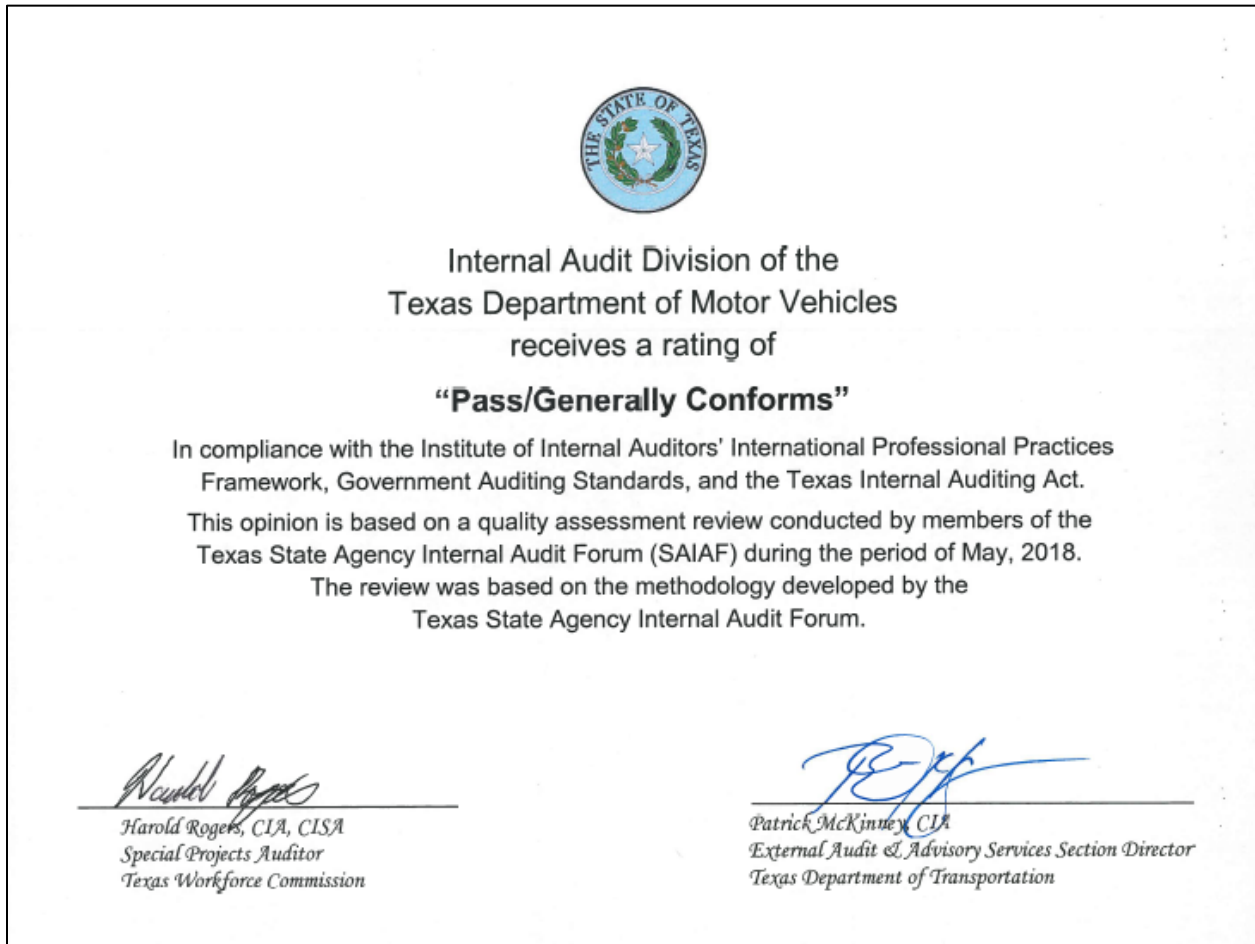 THE STATE OF TEXAS
Internal Audit Division of the
Texas Department of Motor Vehicles
receives a rating of
“Pass/Generally Conforms”
In compliance with the Institute of Internal Auditors’ International Professional Practices
Framework, Government Auditing Standards, and the Texas Internal Auditing Act.
This opinion is based on a quality assessment review conducted by members of the
Texas State Agency Internal Audit Forum (SAIAF) during the period of May, 2018.
The review was based on the methodology developed by the
Texas State Agency Internal Audit Forum.
Harold Rogers
Harold Rogers, CIA, CISA
Special Projects Auditor
Texas Workforce Commission
Patrick McKinney, CIA
External Audit & Advisory Services Section Director
Texas Department of Transportation